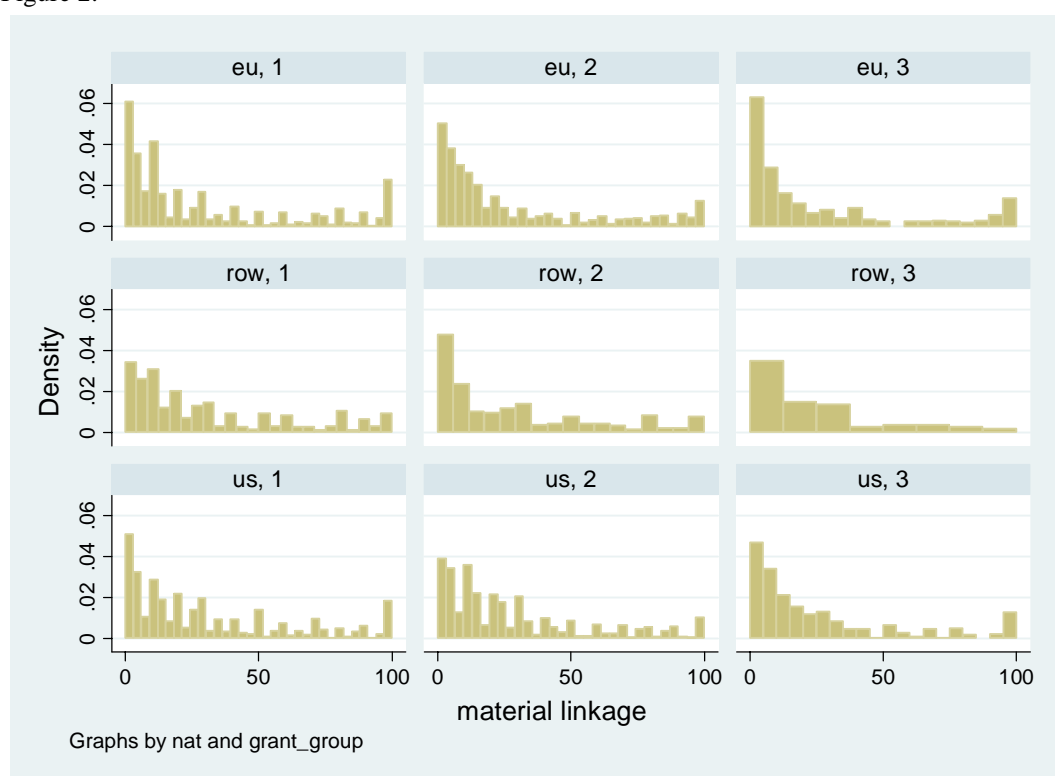 eu, 1
eu, 2
eu, 3
0
.02
.04
.06
row, 1
row, 2
row, 3
0
.02
.04
.06
us, 1
us, 2
us, 3
0
.02
.04
.06
0
50
100
0
50
100
0
50
100
Density
material linkage
Graphs by nat and grant_group